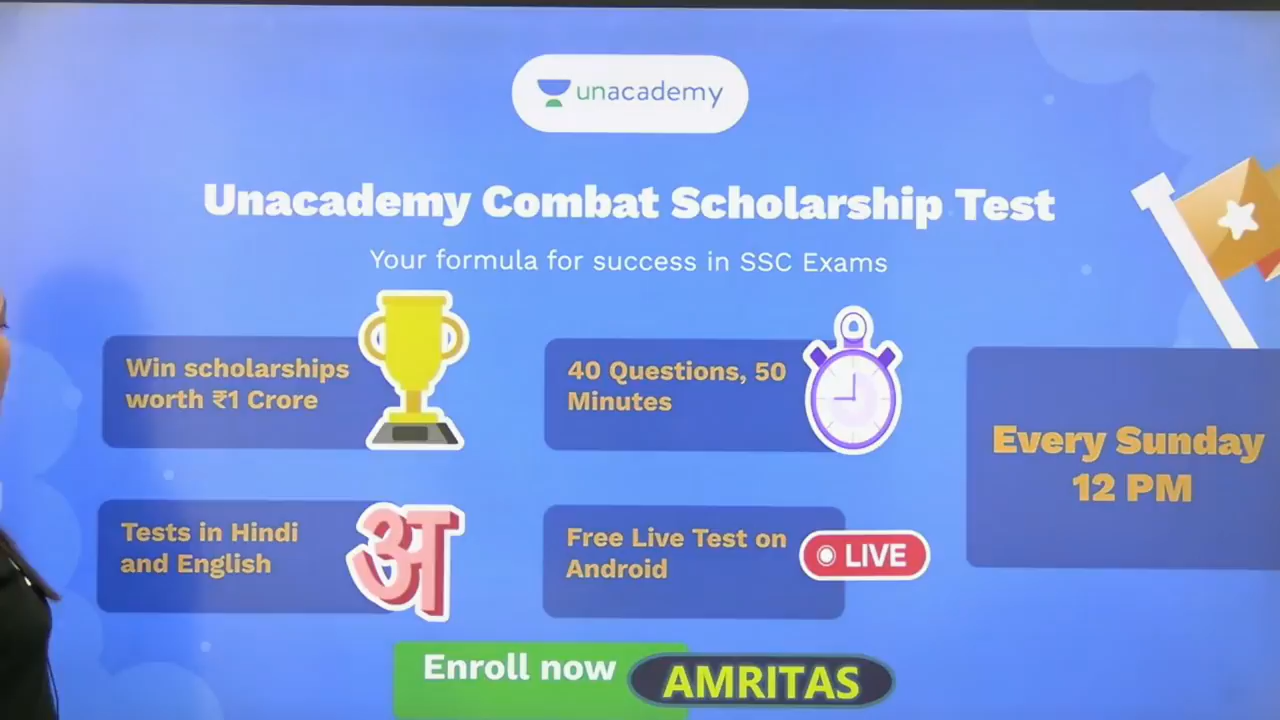 unacademy
Unacademy Combat Scholarship Test
Your formula for success in SSC Exams
Win scholarships
worth ₹1 Crore
40 Questions, 50
Minutes
Every Sunday
12 PM
Tests in Hindi
and English
अ
Free Live Test on
Android
LIVE
Enroll now
AMRITAS